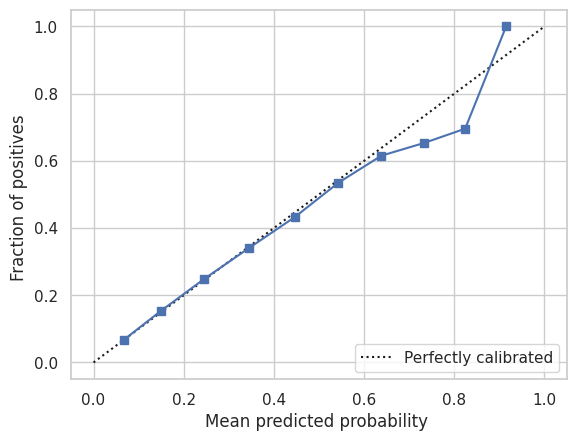 1.0
0.8
0.6
0.4
0.2
0.0
Fraction of positives
Perfectly calibrated
0.0 0.2 0.4 0.6 0.8 1.0
Mean predicted probability